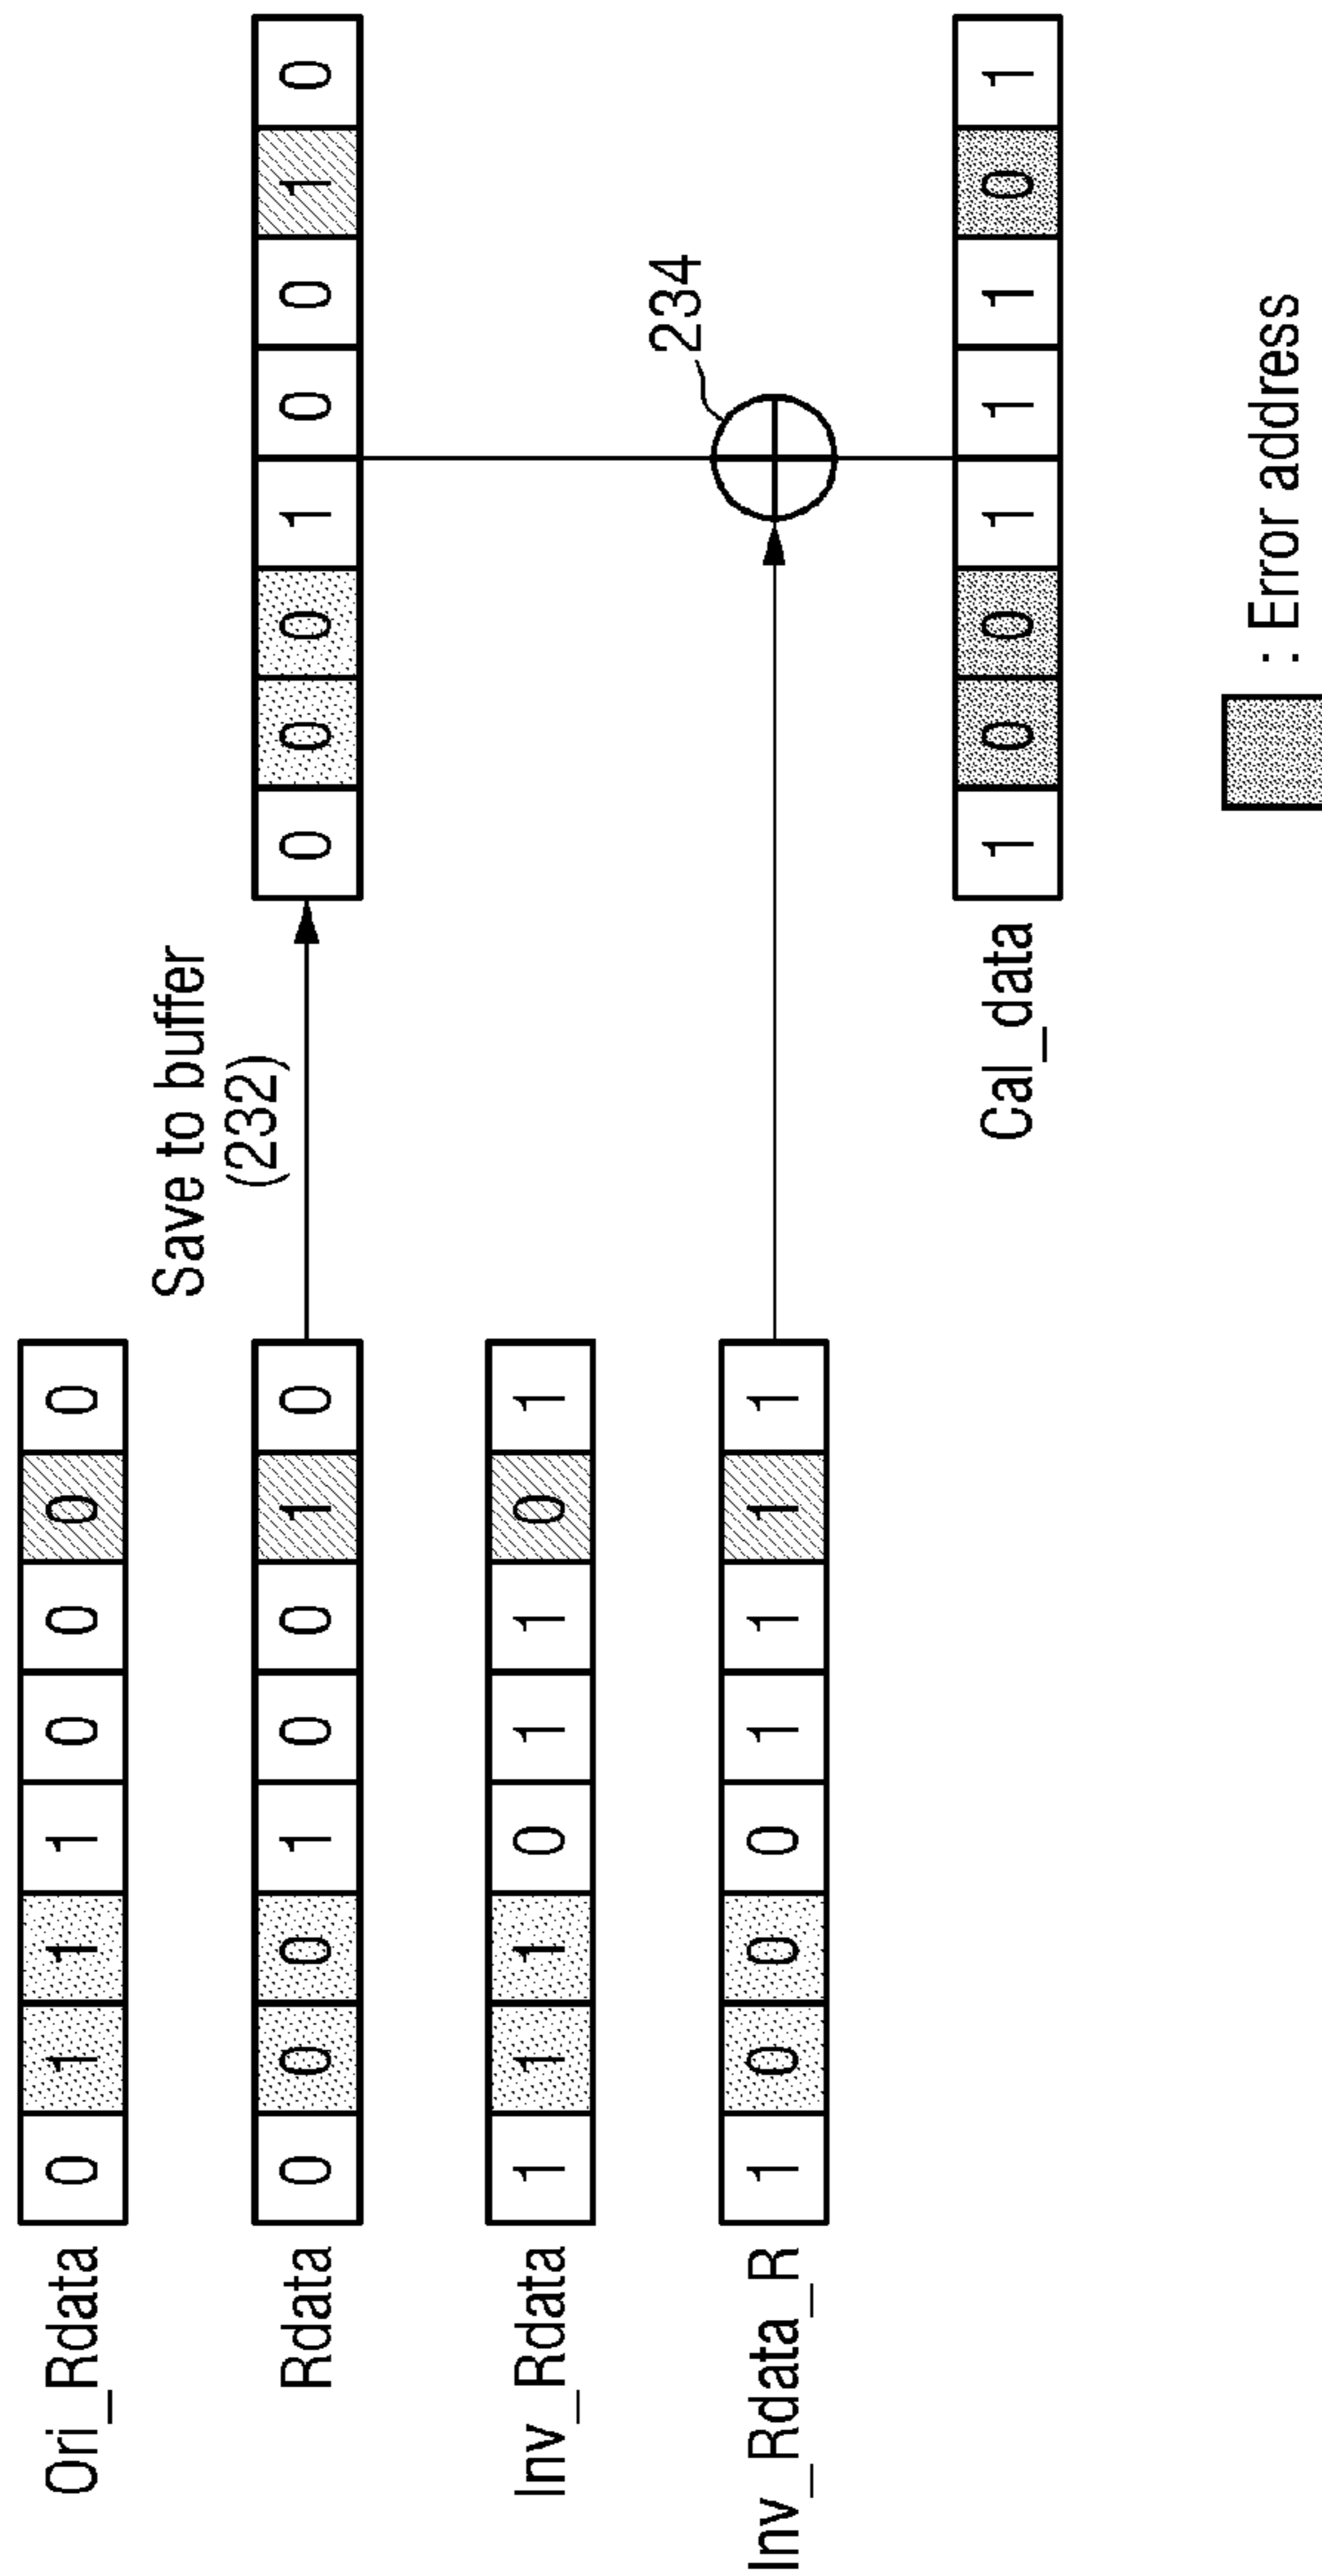 Ori_Rdata 0 1 1 1 0 0 0 0
Save to buffer
(232)
Rdata 0 0 0 1 0 0 1 0 0 0 0 1 0 0 1 0
Inv_Rdata 1 1 1 0 1 1 0 1
234
Inv_Rdata_R 1 0 0 0 1 1 1 1
Cal_data 1 0 0 1 1 1 0 1
: Error address